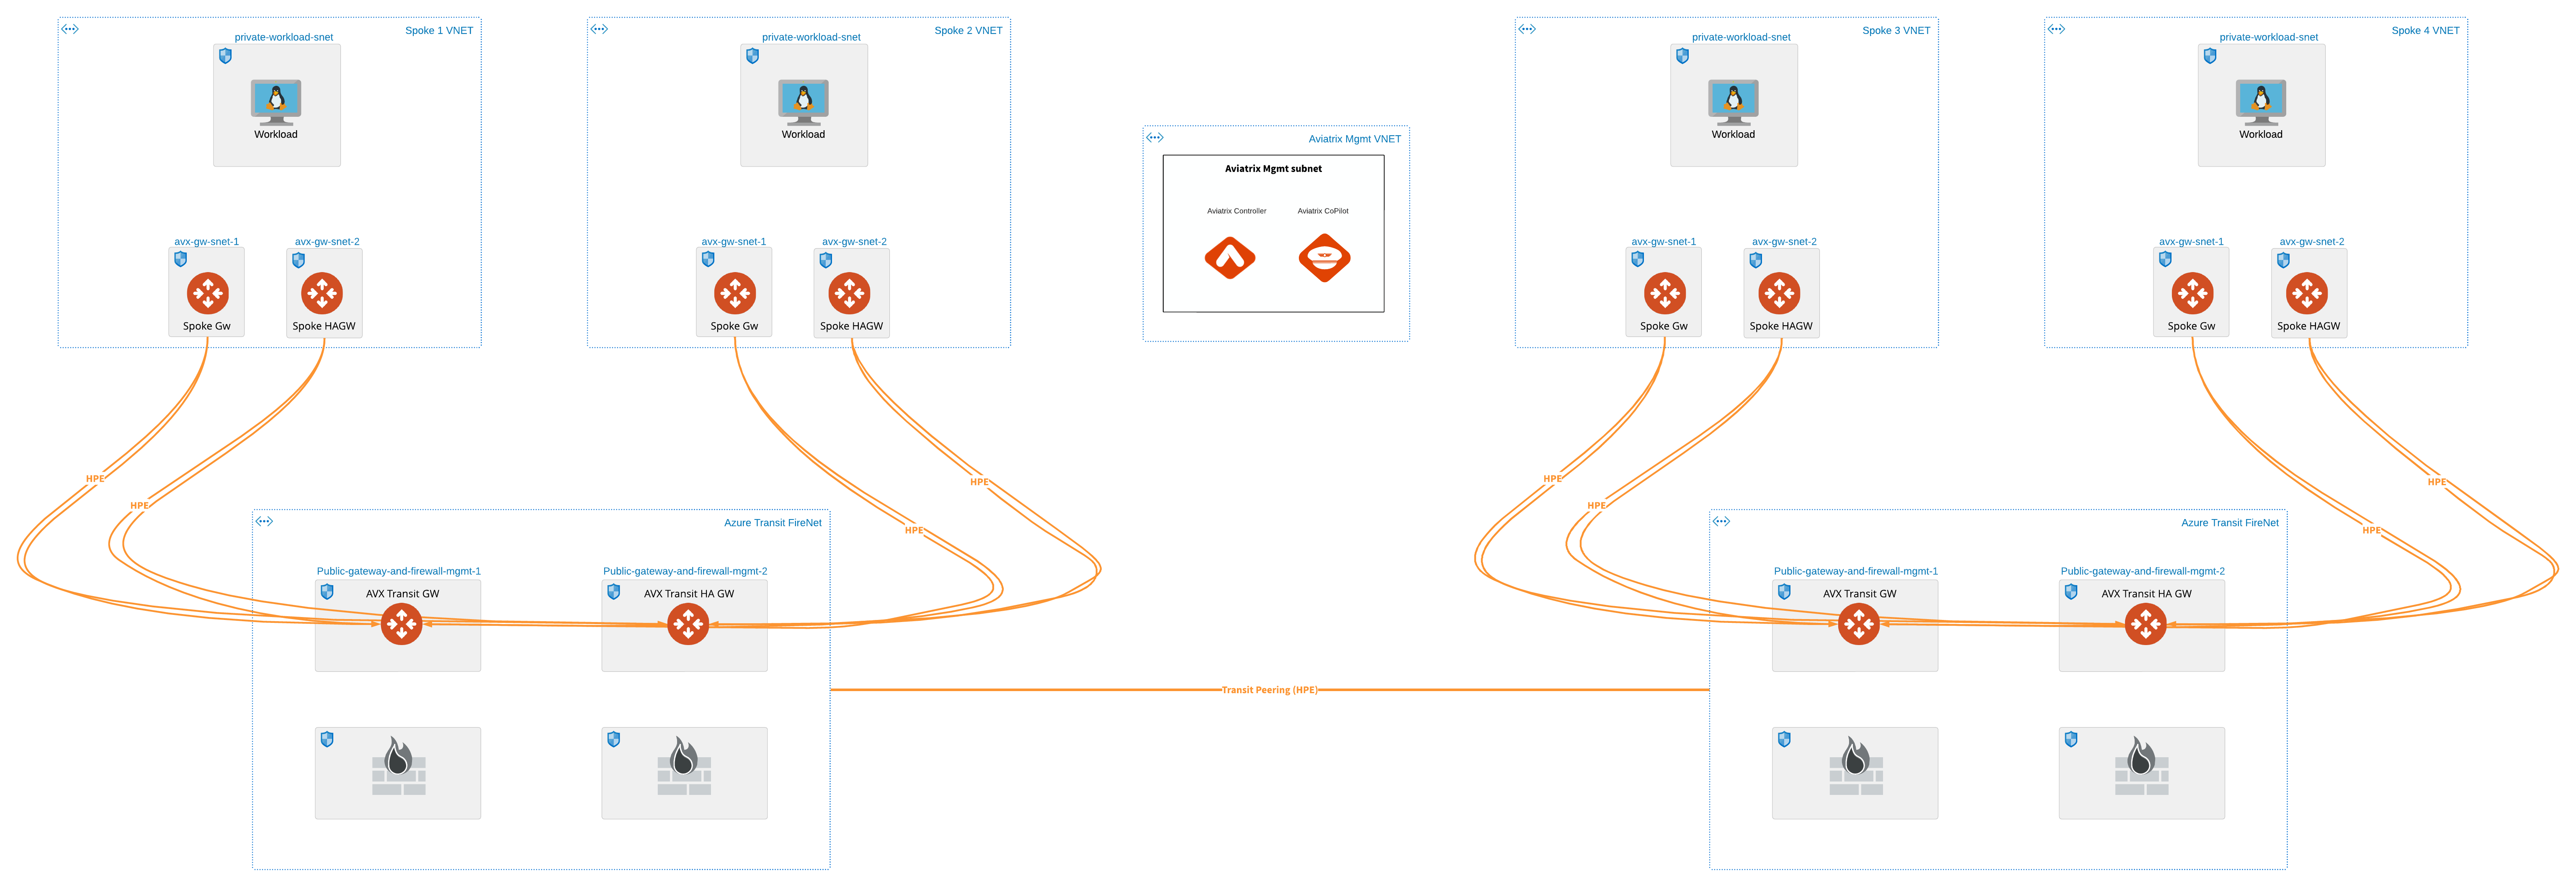 Spoke 1 VNET
private-workload-snet
Workload
avx-gw-snet-1
avx-gw-snet-2
Spoke Gw
Spoke HAGW
Spoke 2 VNET
private-workload-snet
Workload
avx-gw-snet-1
avx-gw-snet-2
Spoke Gw
Spoke HAGW
Aviatrix Mgmt VNET
Aviatrix Mgmt subnet
Aviatrix Controller
Aviatrix CoPilot
Spoke 3 VNET
private-workload-snet
Workload
avx-gw-snet-1
avx-gw-snet-2
Spoke Gw
Spoke HAGW
Spoke 4 VNET
private-workload-snet
Workload
avx-gw-snet-1
avx-gw-snet-2
Spoke Gw
Spoke HAGW
HPE
HPE
HPE
HPE
HPE
HPE
HPE
HPE
Azure Transit FireNet
Public-gateway-and-firewall-mgmt-1
AVX Transit GW
Public-gateway-and-firewall-mgmt-2
AVX Transit HA GW
Transit Peering (HPE)
Azure Transit FireNet
Public-gateway-and-firewall-mgmt-1
AVX Transit GW
Public-gateway-and-firewall-mgmt-2
AVX Transit HA GW